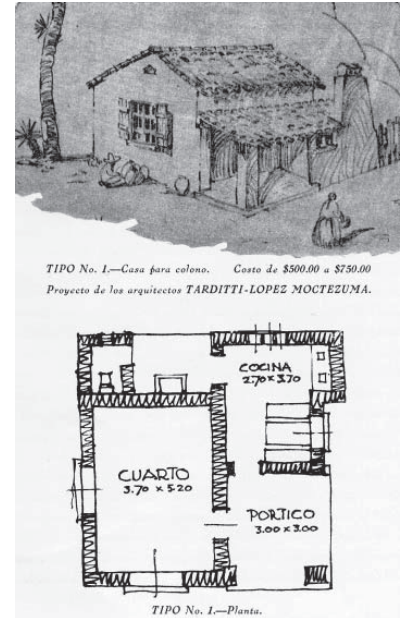 TIPO No. 1.—Casa para colono. Costo de $500.00 a $750.00
Proyecto de los arquitectos TARDITTI-LOPEZ MOCTEZUMA.
COCINA
2.70 x 3.70
CUARTO
3.70 x 5.20
PORTICO
3.00 x 3.00
TIPO No. 1.—Planta.